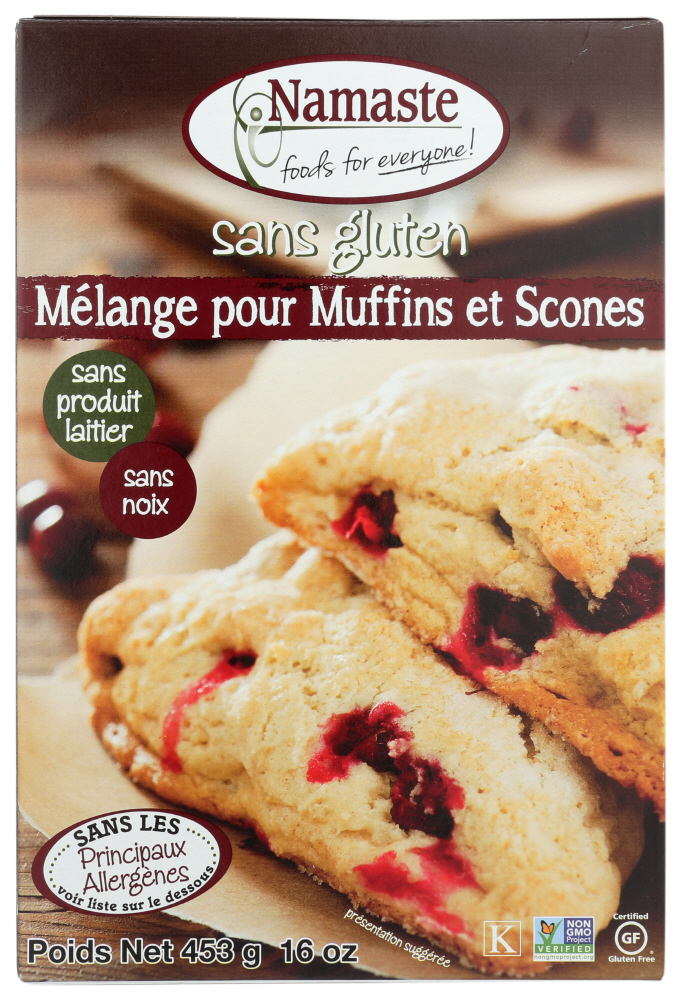 Namaste
foods for everyone!
sans gluten
Mélange pour Muffins et Scones
sans
produit
laitier
sans
noix
SANS LES
Principaux
Allergènes
voir liste sur le dessous
présentation suggérée
Poids Net 453 g 16 oz
K
NON
GMO
Project
VERIFIED
nongmoproject.org
Certified
GF
Gluten Free